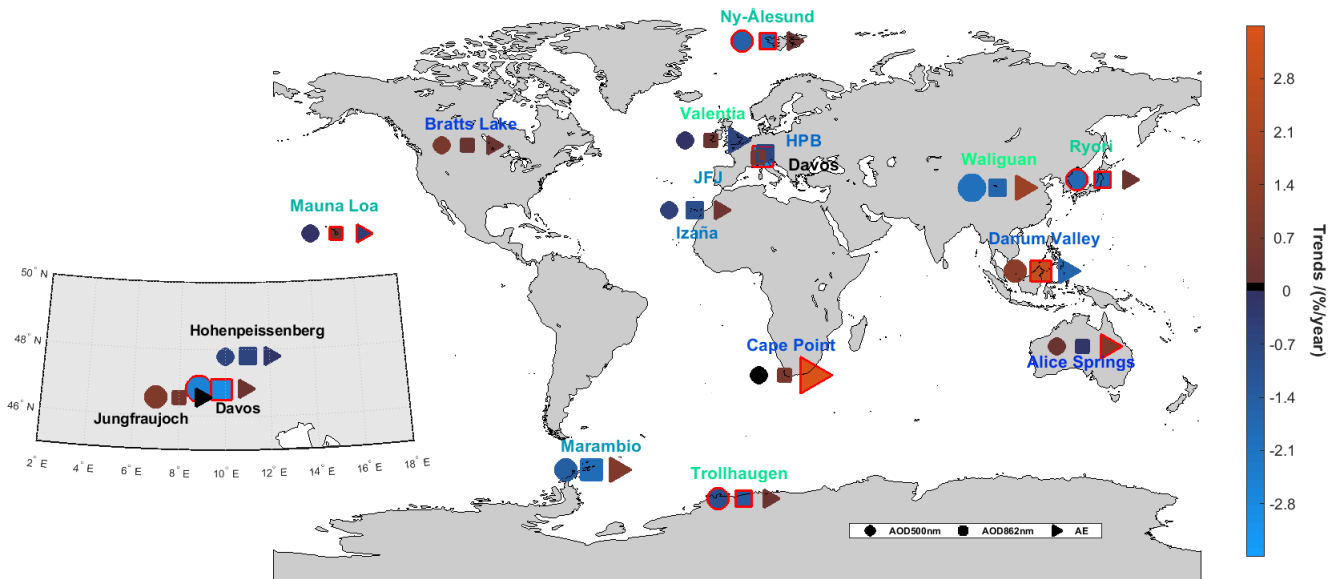 Ny-Ålesund
Valentia
Bratts Lake
HPB
Davos
Waliguan
Ryori
JFJ
Mauna Loa
Izaña
Danum Valley
Cape Point
Alice Springs
Marambio
Trollhaugen
50° N
48° N
46° N
Hohenpeissenberg
Jungfraujoch
Davos
2° E
4° E
6° E
8° E
10° E
12° E
14° E
16° E
18° E
AOD500nm
AOD862nm
AE
2.8
2.1
1.4
0.7
0
-0.7
-1.4
-2.1
-2.8
Trends /(%/year)